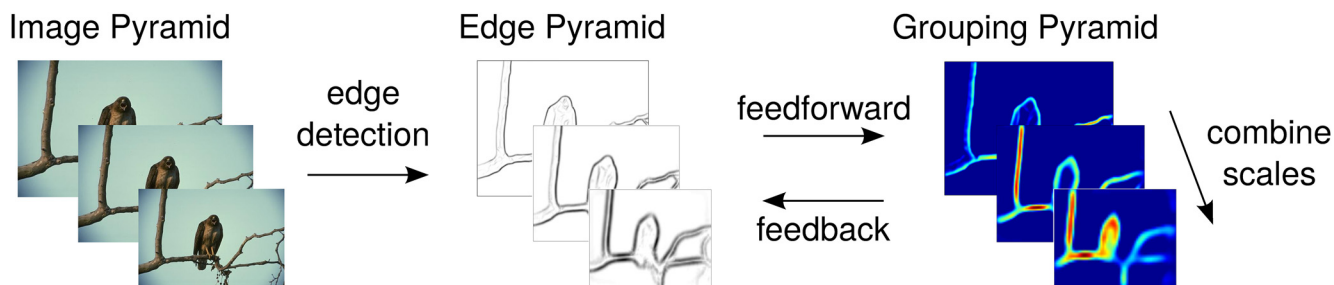 Image Pyramid
Edge Pyramid
Grouping Pyramid
edge
detection
feedforward
feedback
combine
scales